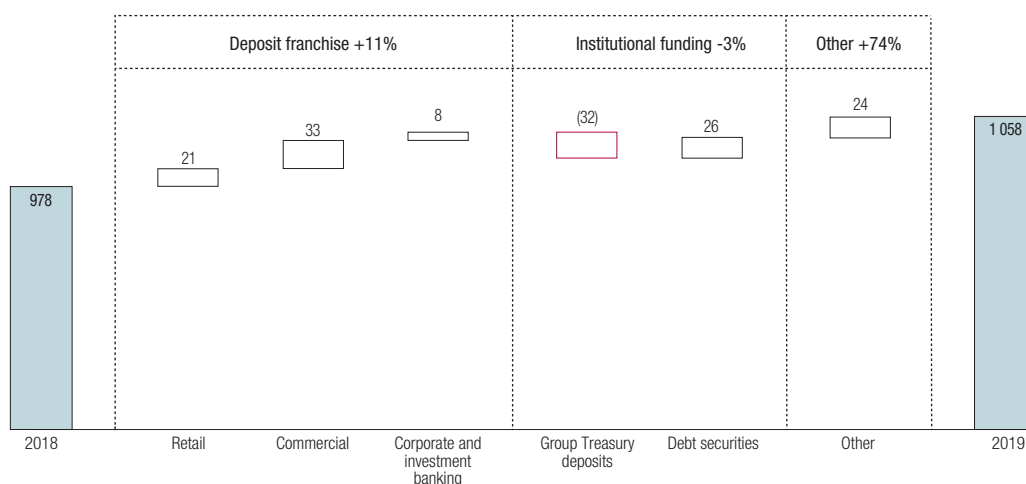 Deposit franchise +11%
Institutional funding -3%
Other +74%
978
21
33
8
(32)
26
24
1 058
2018
Retail
Commercial
Corporate and
investment
banking
Group Treasury
deposits
Debt securities
Other
2019